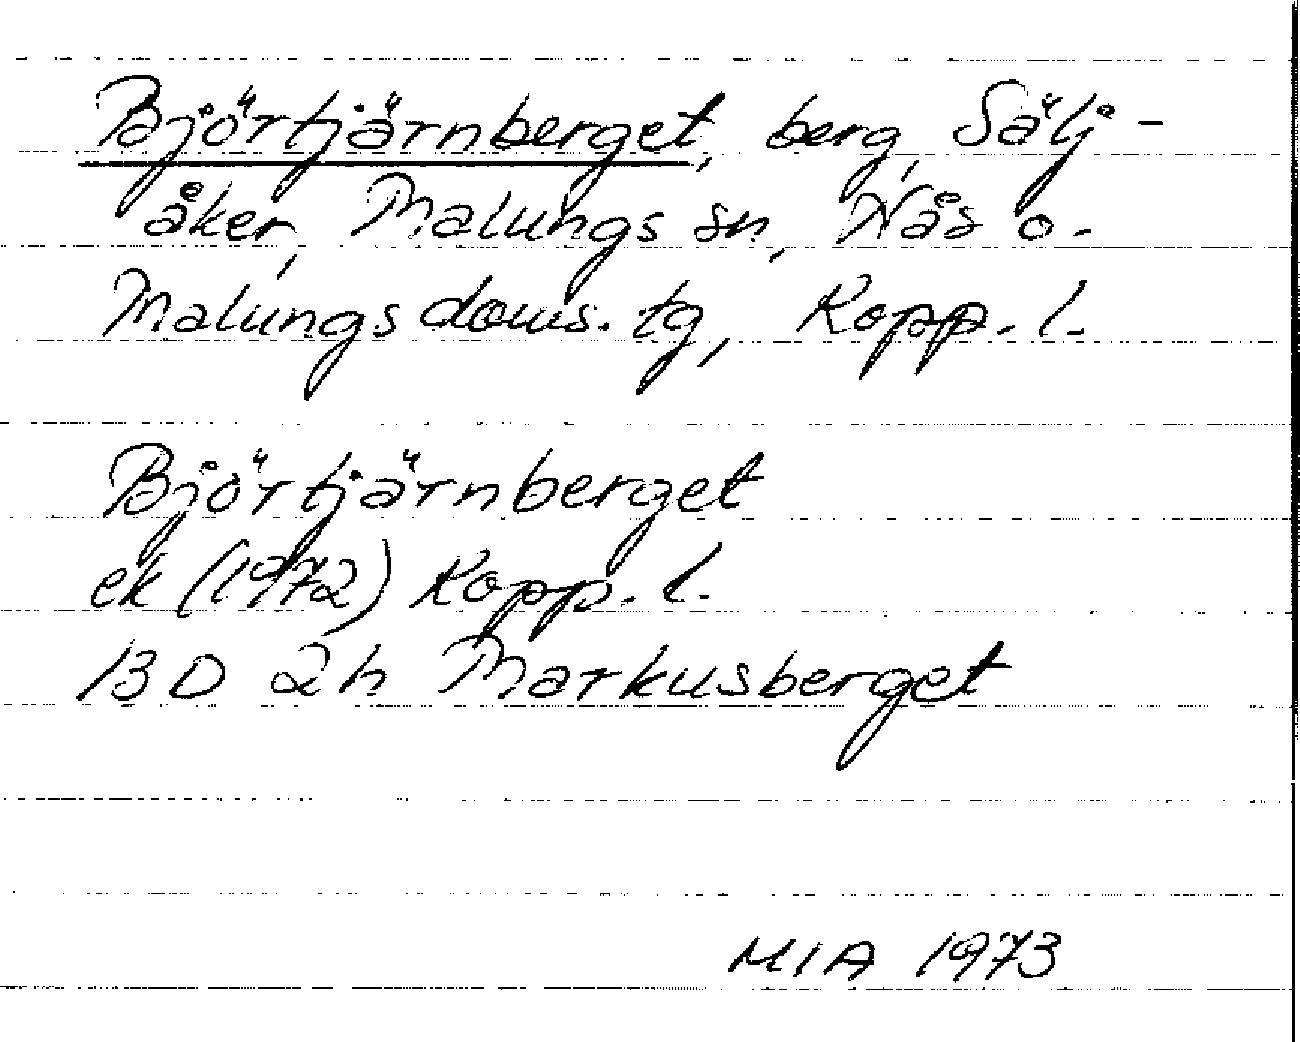 Björtjärnberget, berg, Sälj-
åker, Malungs sn, Nås o.
Malungs doms. tg, Kopp. l.
Björtjärnberget
ek (1972) Kopp. l.
13 D 2h Markusberget
MIA 1973